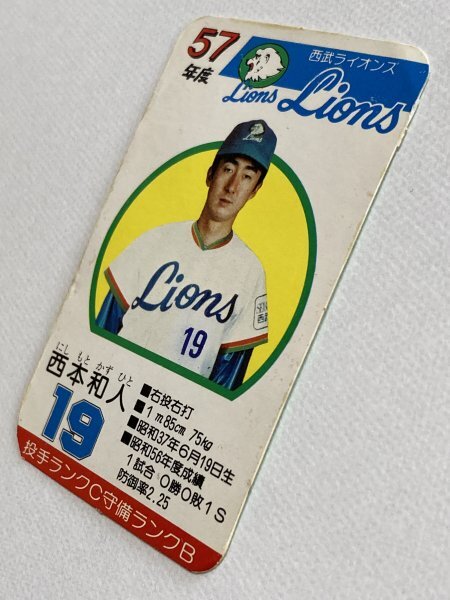 57
年度
西武ライオンズ
Lions
Lions
Lions
Lions
19
にし もと かず ひと
西本和人
19
■右投右打
■1m85cm 75kg
■昭和37年6月19日生
■昭和56年度成績
1試合 0勝0敗1S
防御率2.25
投手ランクC守備ランクB